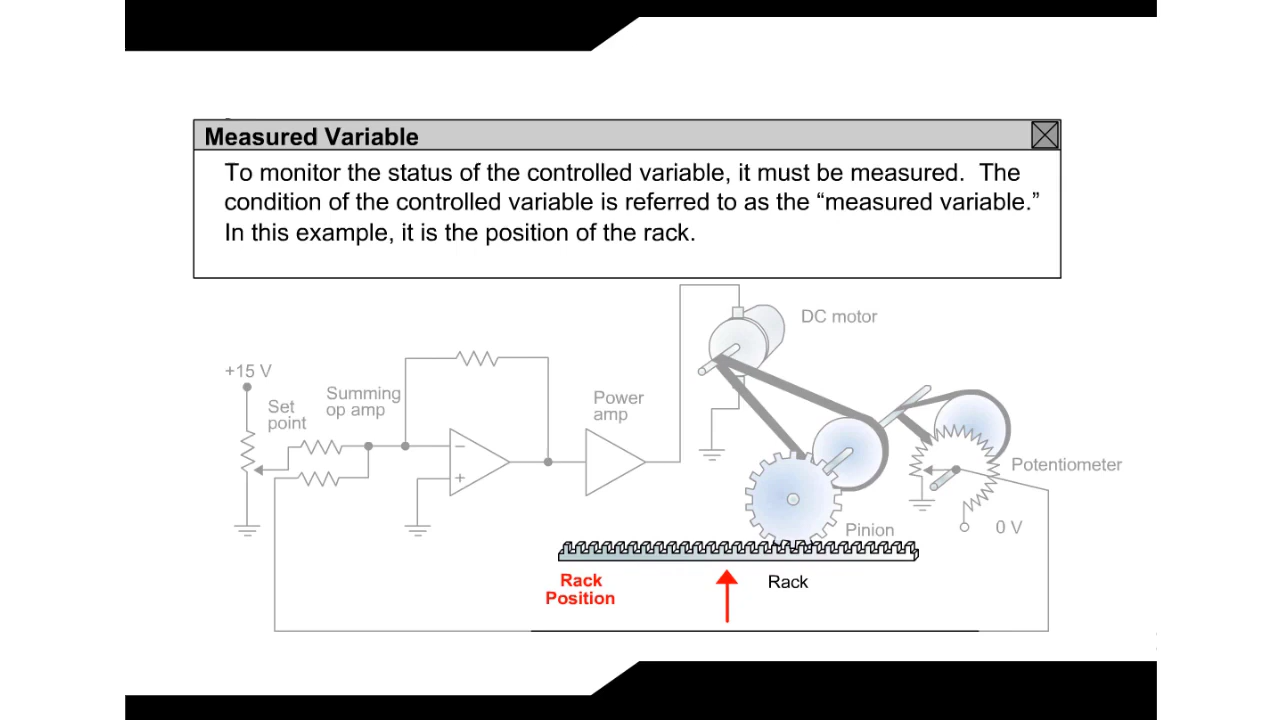 Measured Variable
To monitor the status of the controlled variable, it must be measured.  The
condition of the controlled variable is referred to as the “measured variable.”
In this example, it is the position of the rack.
DC motor
+15 V
Set
point
Summing
op amp
Power
amp
−
+
Potentiometer
Pinion
0 V
Rack
Position
Rack